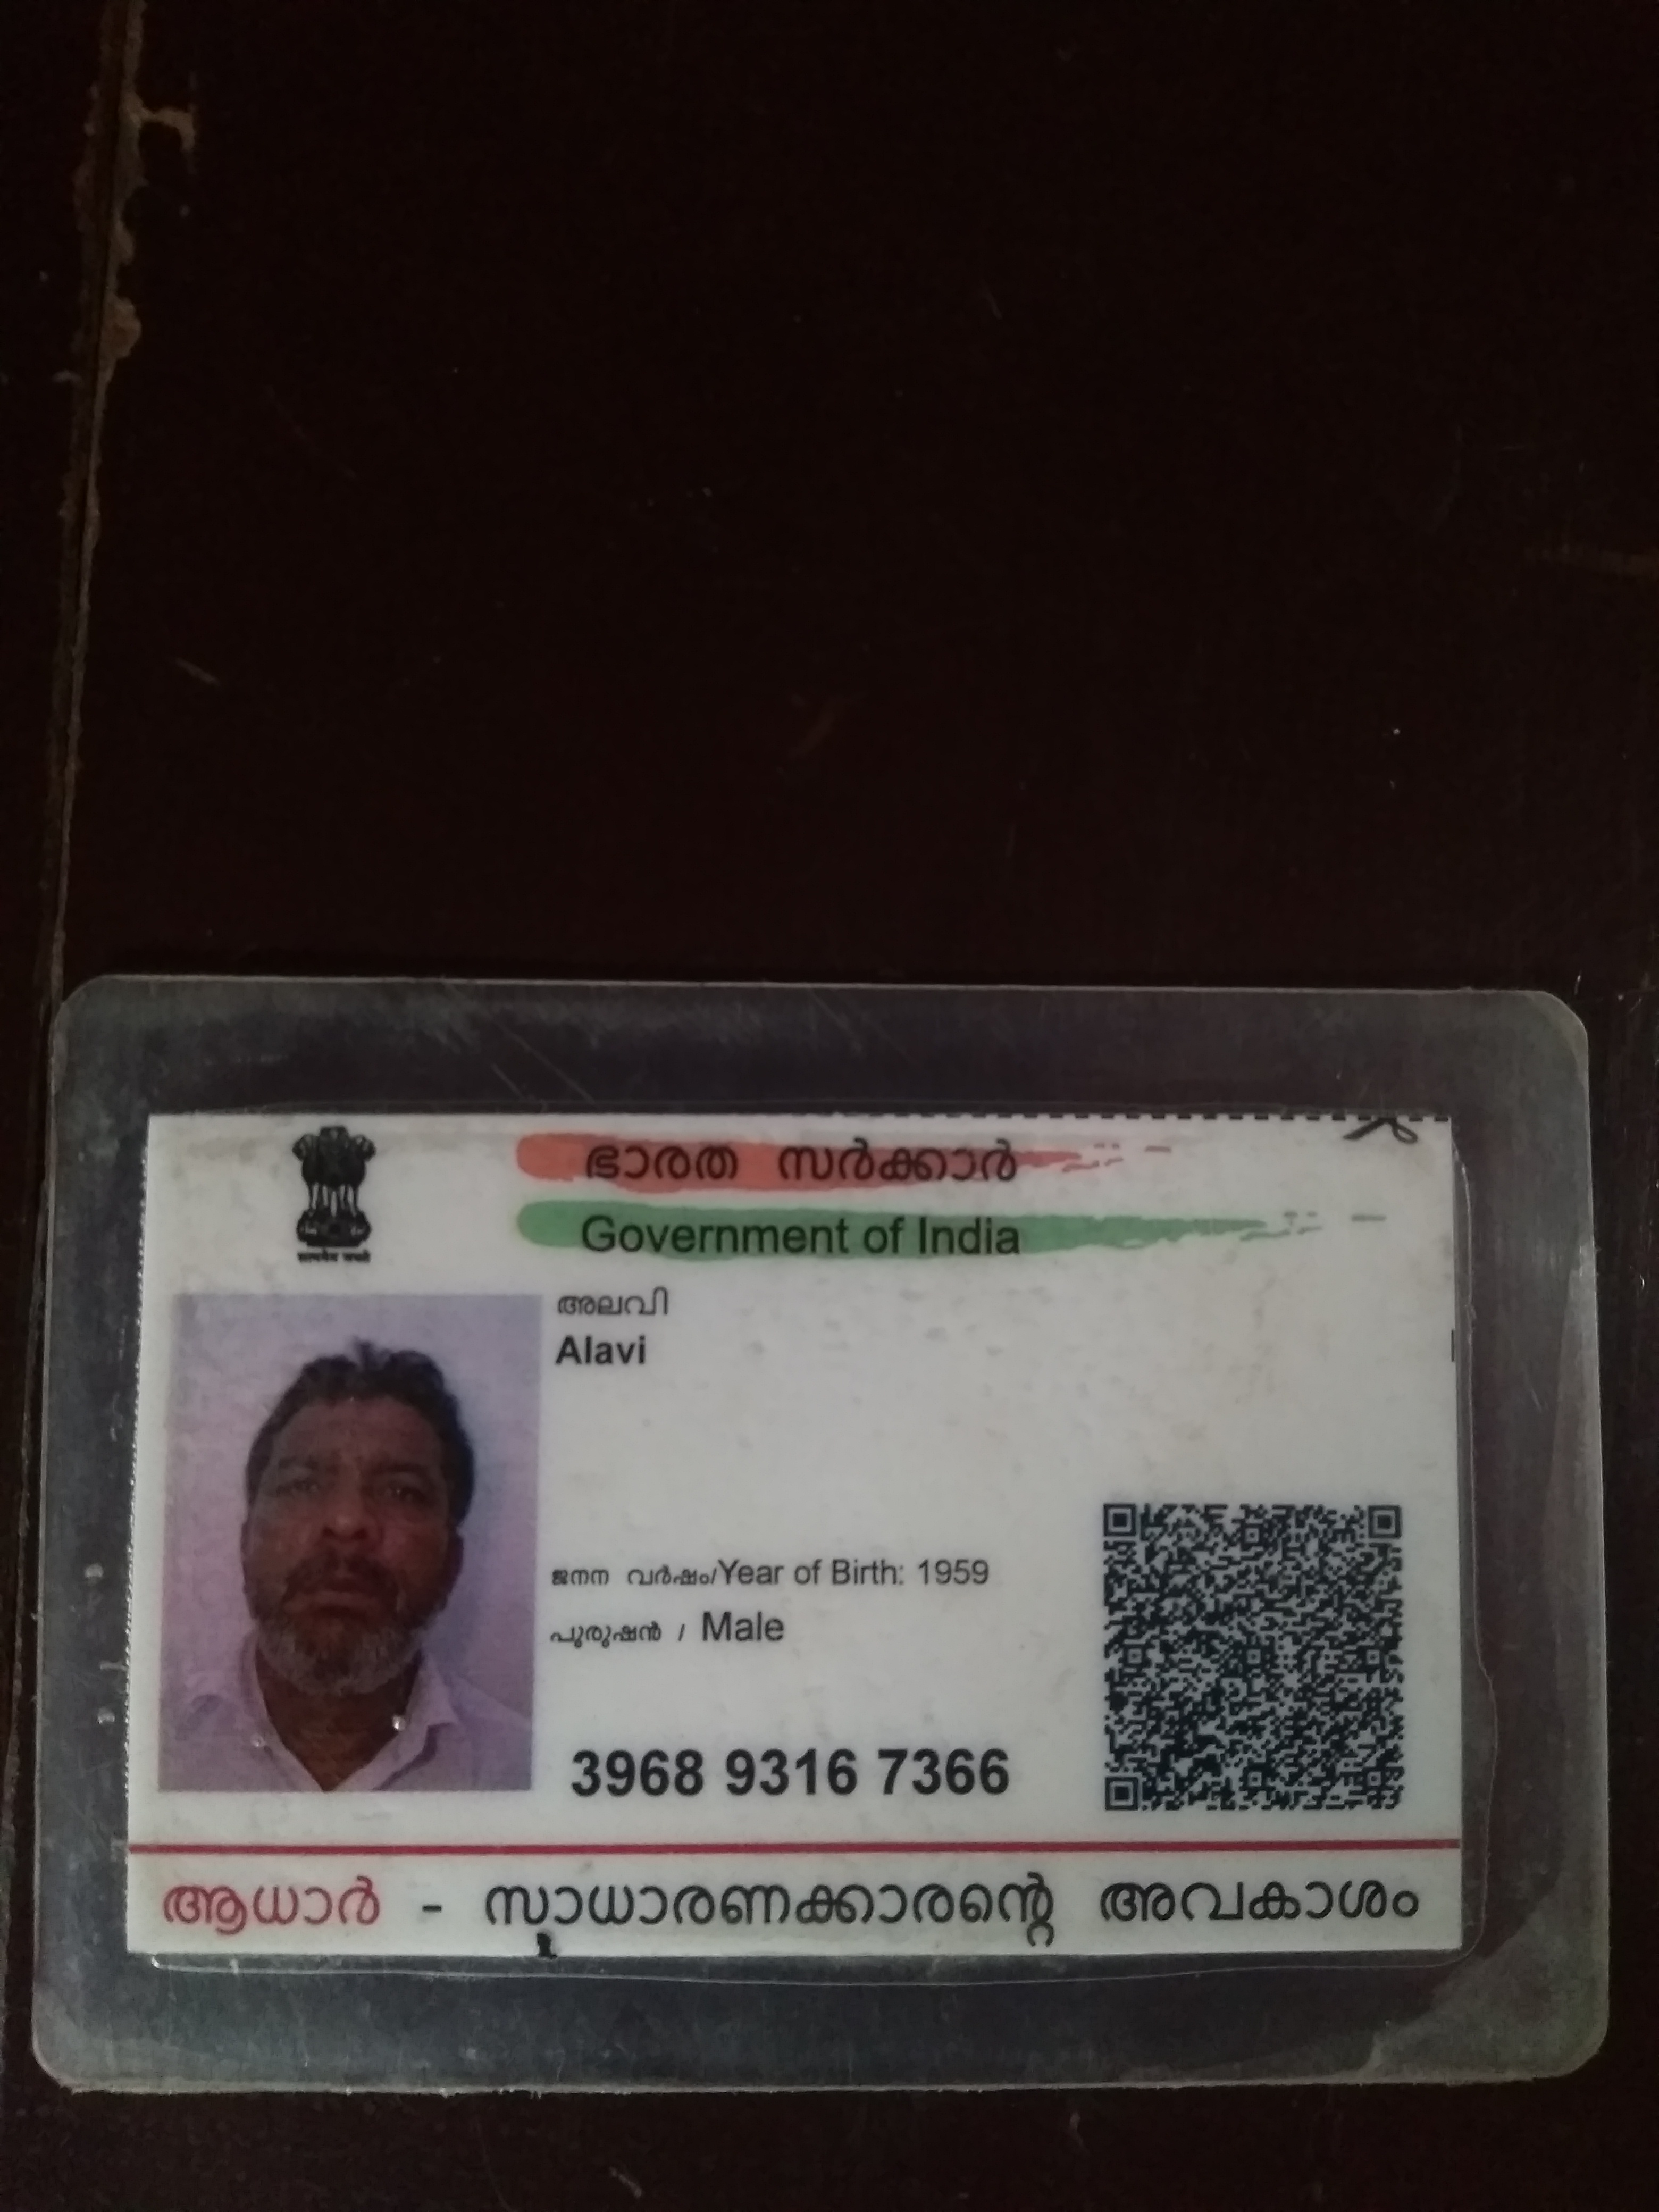 ഭാരത സർക്കാർ
Government of India
അലവി
Alavi
ജനന വർഷം/Year of Birth: 1959
പുരുഷൻ / Male
3968 9316 7366
ആധാർ - സാധാരണക്കാരന്റെ അവകാശം